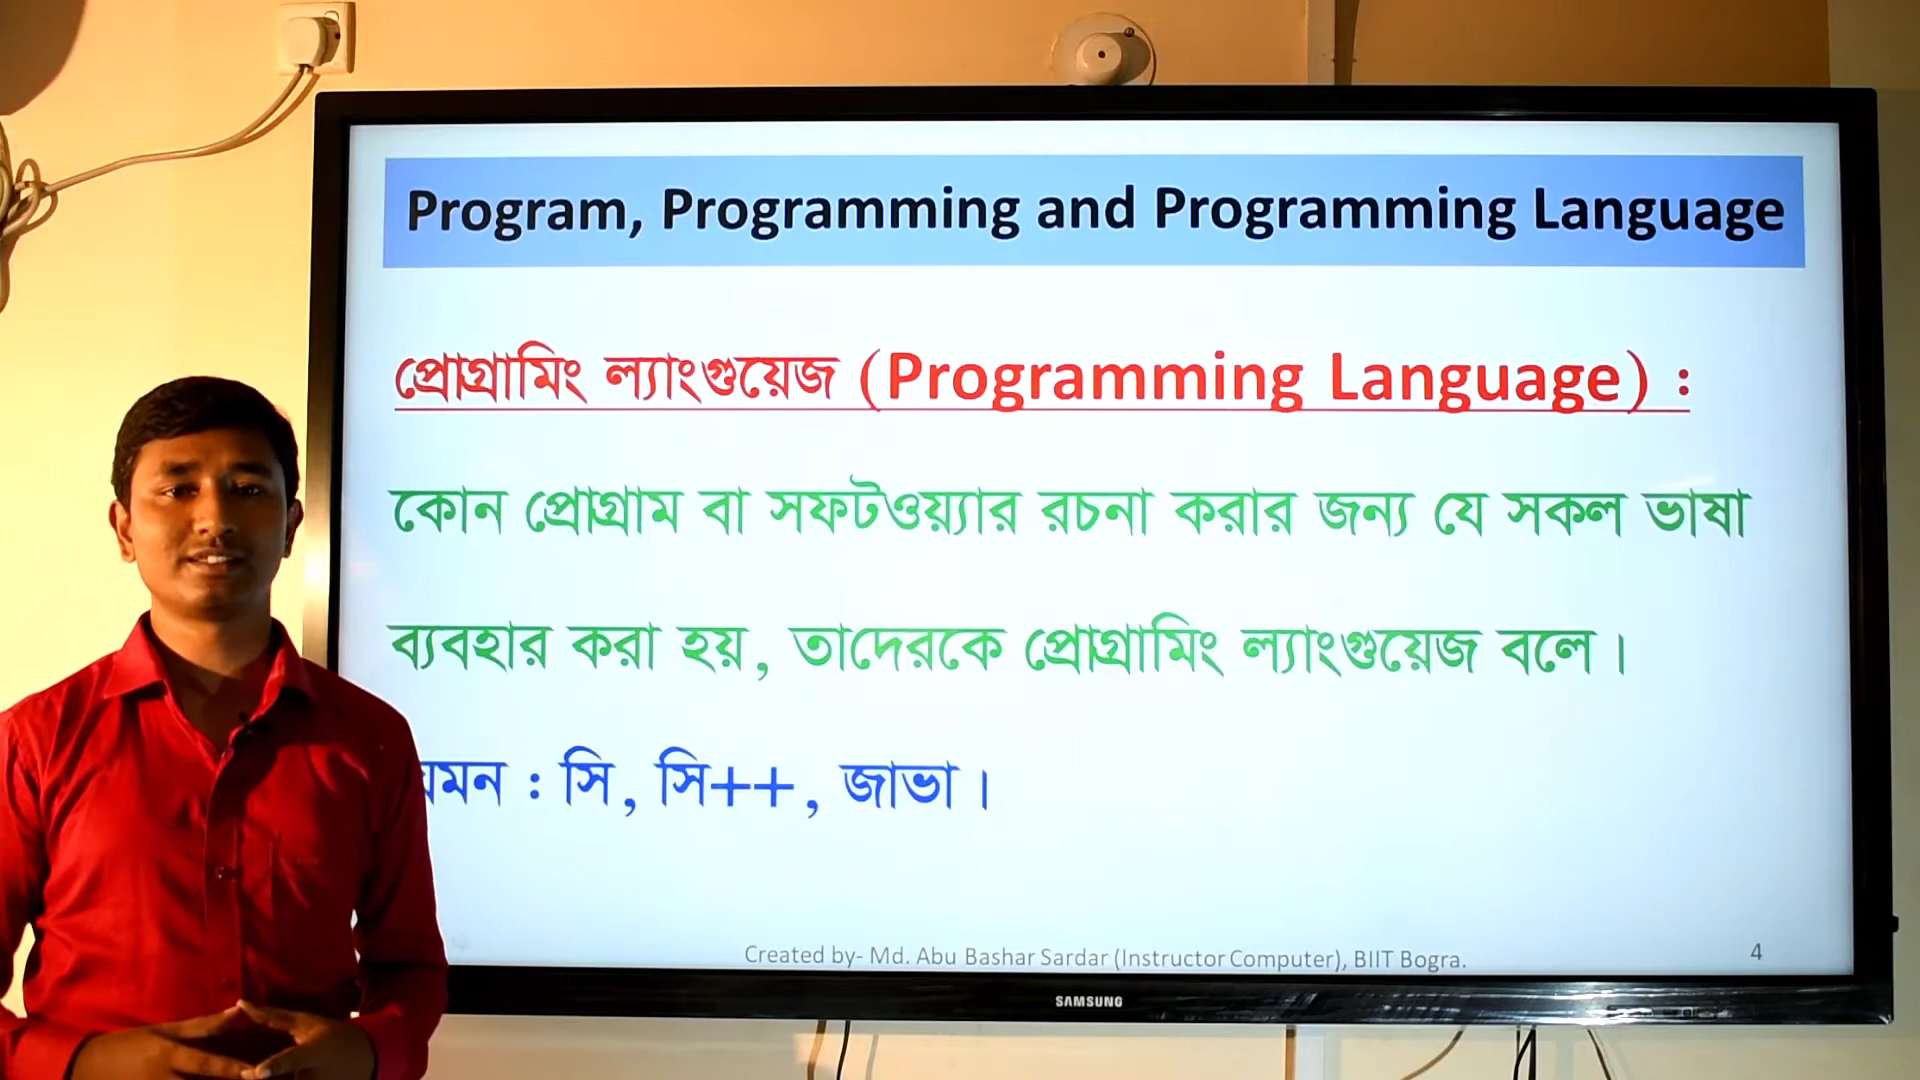 Program, Programming and Programming Language
প্রোগ্রামিং ল্যাংগুয়েজ (Programming Language) :
কোন প্রোগ্রাম বা সফটওয়্যার রচনা করার জন্য যে সকল ভাষা
ব্যবহার করা হয়, তাদেরকে প্রোগ্রামিং ল্যাংগুয়েজ বলে।
: সি, সি++, জাভা।
Created by- Md. Abu Bashar Sardar (Instructor Computer), BIIT Bogra.
4
SAMSUNG